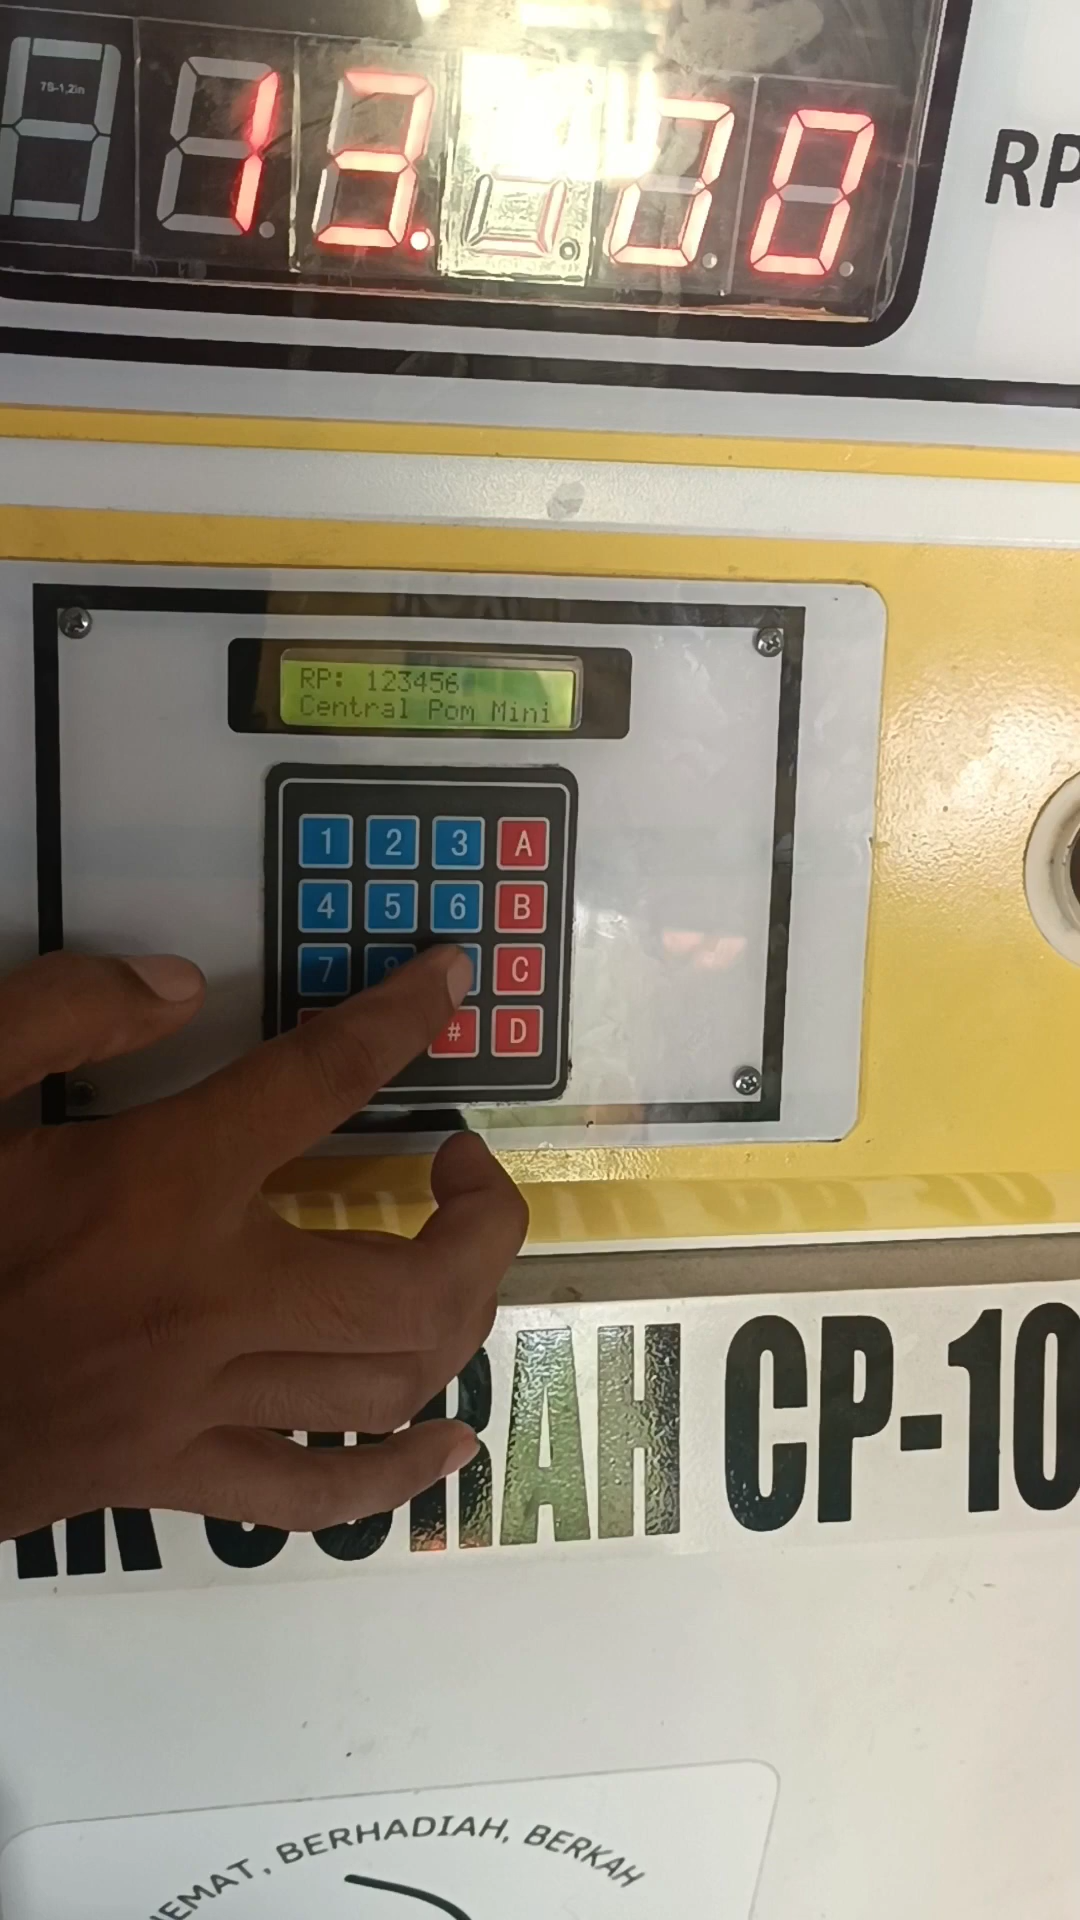 7S-1,2in
RP
RP: 123456
Central Pom Mini
1 2 3 A
4 5 6 B
7 C
# D
CP-10
BERHADIAH, BERKAH